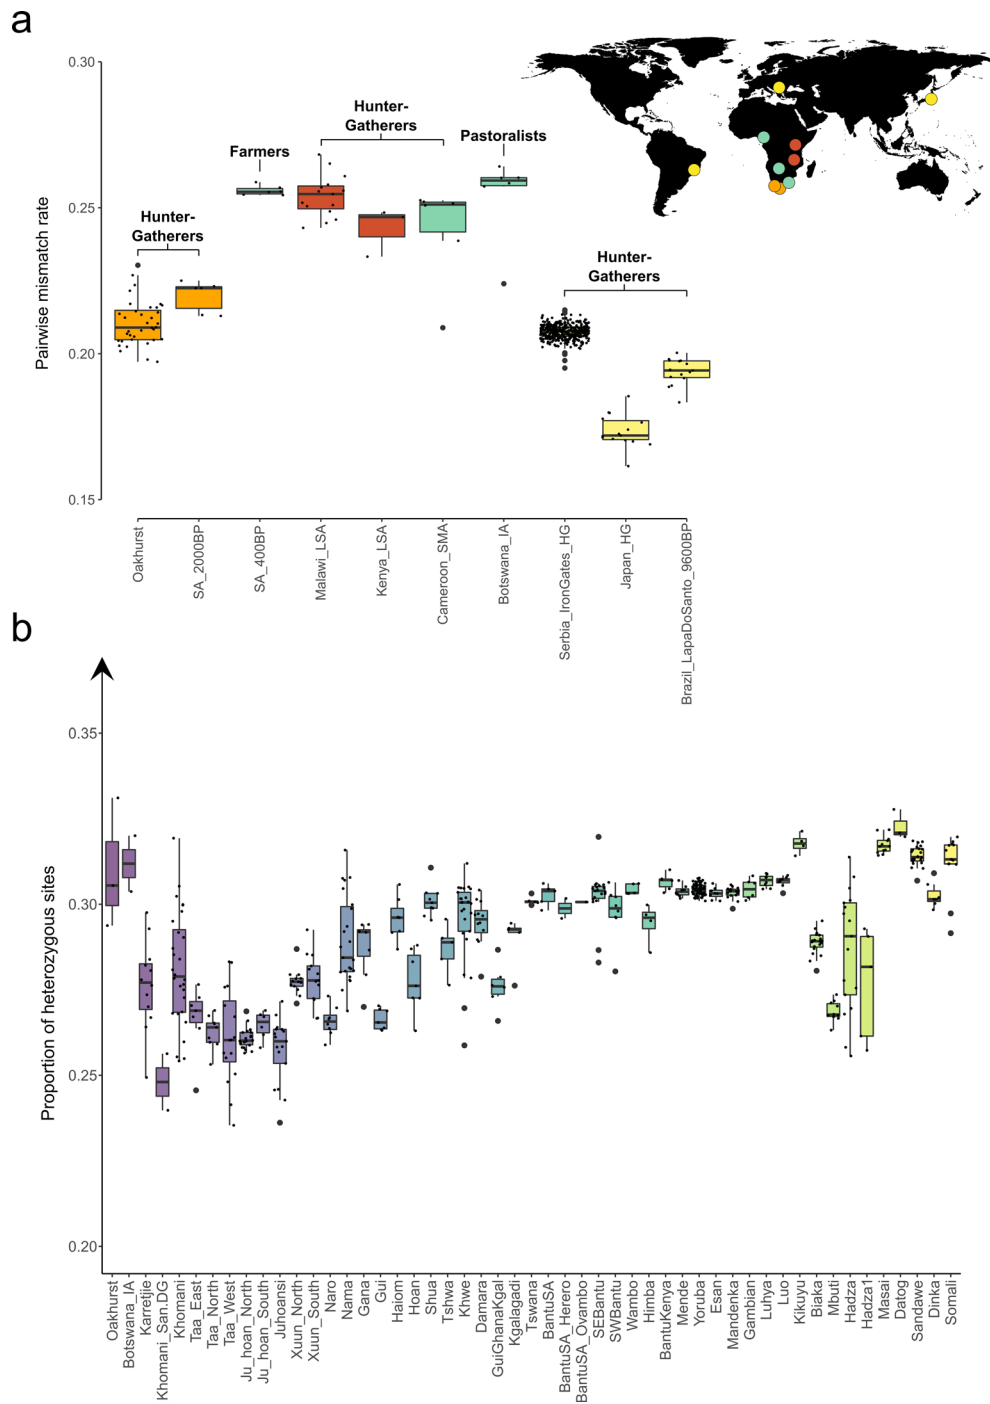 a
0.30
0.25
0.20
0.15
Pairwise mismatch rate
Hunter-
Gatherers
Farmers
Hunter-
Gatherers
Pastoralists
Hunter-
Gatherers
Oakhurst
SA_2000BP
SA_400BP
Malawi_LSA
Kenya_LSA
Cameroon_SMA
Botswana_IA
Serbia_IronGates_HG
Japan_HG
Brazil_LapaDoSanto_9600BP
b
0.35
0.30
0.25
0.20
Proportion of heterozygous sites
Oakhurst
Botswana_IA
Karretjie
Khomani_San.DG
Khomani
Taa_East
Taa_North
Taa_West
Ju_hoan_North
Ju_hoan_South
Juhoansi
Xuun_North
Xuun_South
Naro
Nama
Gana
Gui
Haiom
Hoan
Shua
Tshwa
Khwe
Damara
GuiGhanaKgal
Kgalagadi
Tswana
BantuSA
BantuSA_Herero
BantuSA_Ovambo
SEBantu
SWBantu
Wambo
Himba
BantuKenya
Mende
Yoruba
Esan
Mandenka
Gambian
Luhya
Luo
Kikuyu
Biaka
Mbuti
Hadza
Hadza1
Masai
Datog
Sandawe
Dinka
Somali